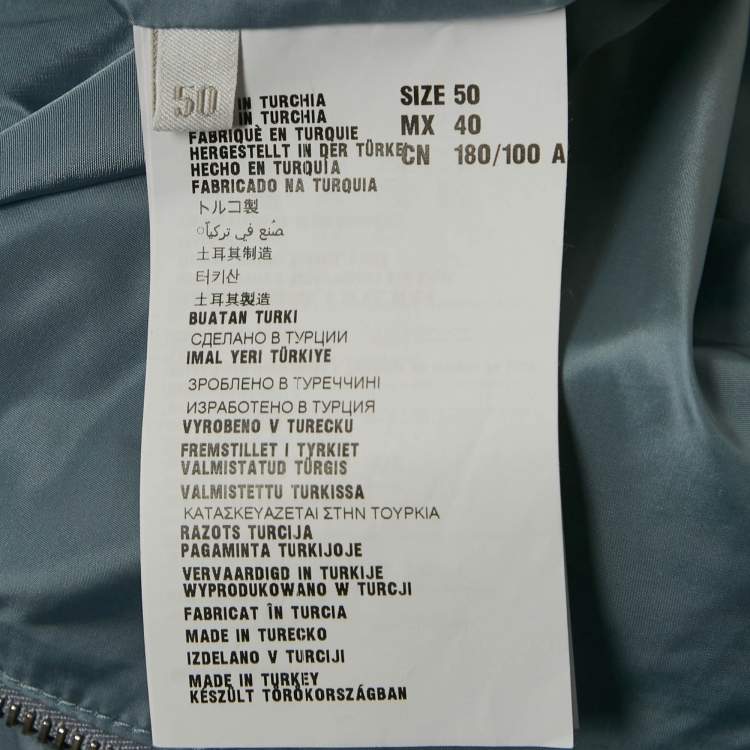 50
IN TURCHIA
IN TURCHIA
FABRIQUÈ EN TURQUIE
HERGESTELLT IN DER TÜRKE
HECHO EN TURQUÌA
FABRICADO NA TURQUIA
トルコ製
صُنع في تركيا
土耳其制造
터키산
土耳其製造
BUATAN TURKI
СДЕЛАНО В ТУРЦИИ
IMAL YERI TÜRKIYE
ЗРОБЛЕНО В ТУРЕЧЧИНІ
ИЗРАБОТЕНО В ТУРЦИЯ
VYROBENO V TURECKU
FREMSTILLET I TYRKIET
VALMISTATUD TÜRGIS
VALMISTETTU TURKISSA
ΚΑΤΑΣΚΕΥΑΖΕΤΑΙ ΣΤΗΝ ΤΟΥΡΚΙΑ
RAZOTS TURCIJA
PAGAMINTA TURKIJOJE
VERVAARDIGD IN TURKIJE
WYPRODUKOWANO W TURCJI
FABRICAT ÎN TURCIA
MADE IN TURECKO
IZDELANO V TURCIJI
MADE IN TURKEY
KÉSZÜLT TÖRÖKORSZÁGBAN
SIZE 50
MX 40
CN 180/100 A